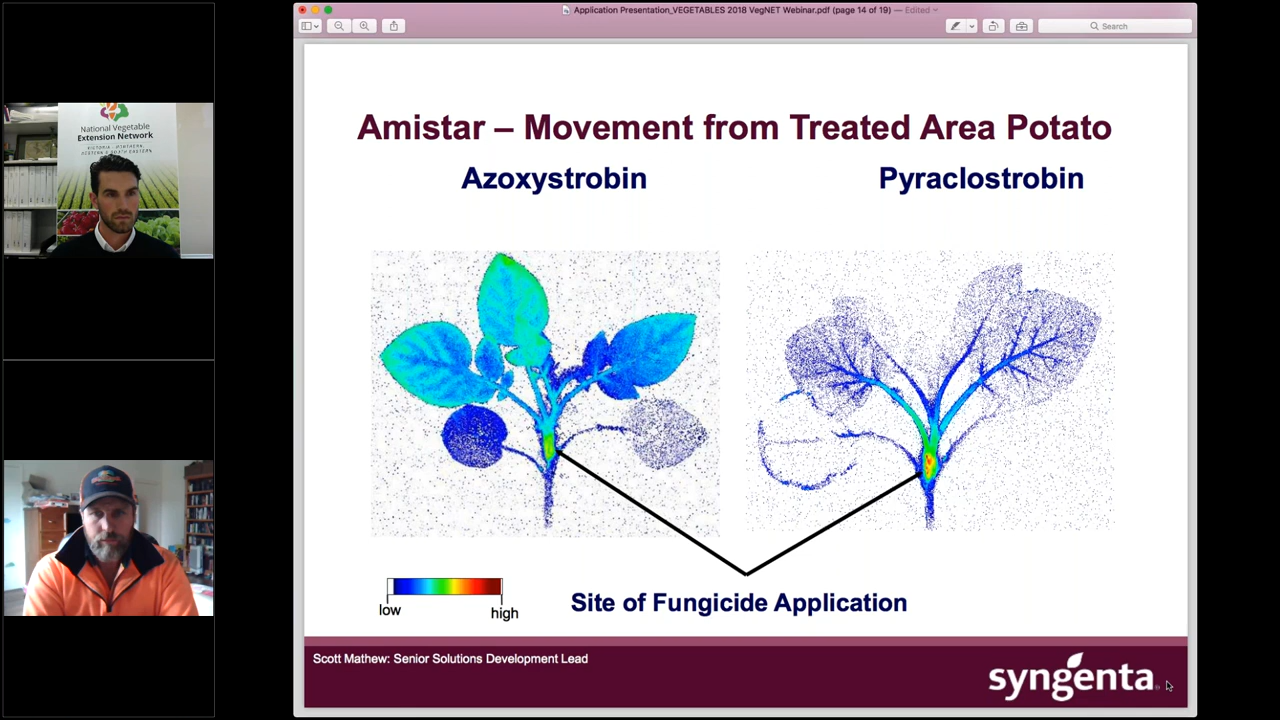 Application Presentation_VEGETABLES 2018 VegNET Webinar.pdf (page 14 of 19) — Edited
Search
National Vegetable
Extension Network
Amistar – Movement from Treated Area Potato
Azoxystrobin
Pyraclostrobin
low
high
Site of Fungicide Application
Scott Mathew: Senior Solutions Development Lead
syngenta